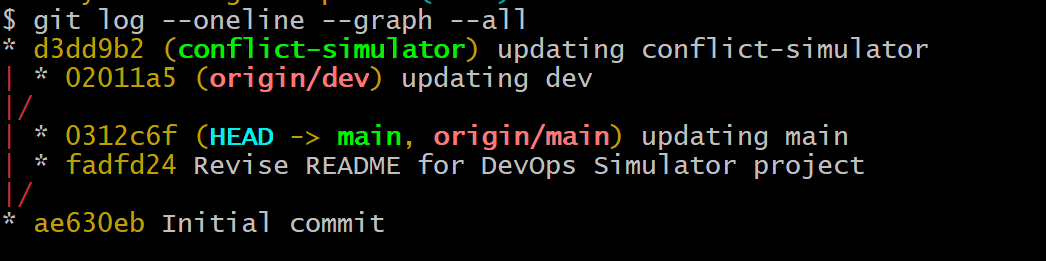 $ git log --oneline --graph --all
* d3dd9b2 (conflict-simulator) updating conflict-simulator
| * 02011a5 (origin/dev) updating dev
|/
| * 0312c6f (HEAD -> main, origin/main) updating main
| * fadfd24 Revise README for DevOps Simulator project
|/
* ae630eb Initial commit